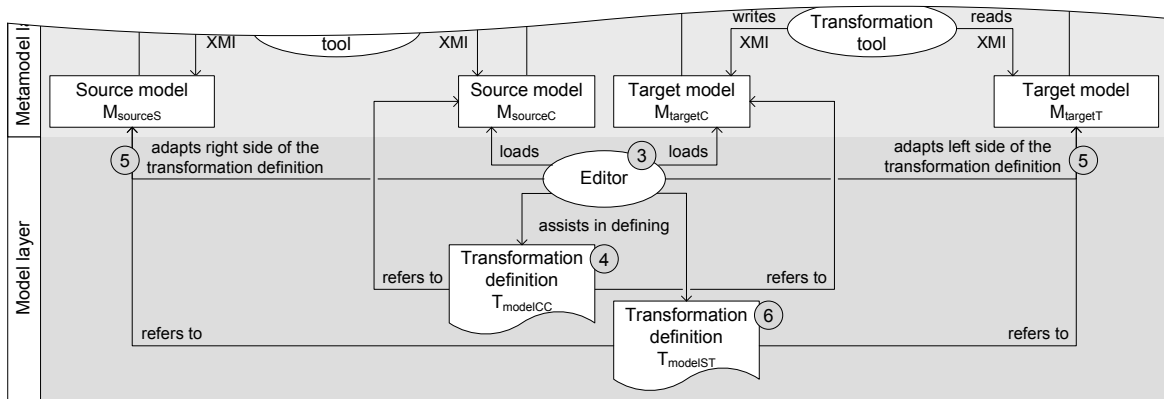 Metamodel l
XMI
tool
XMI
writes
XMI
Transformation
tool
reads
XMI
Source model
MsourceS
Source model
MsourceC
Target model
MtargetC
Target model
MtargetT
5
adapts right side of the
transformation definition
loads
3
loads
adapts left side of the
transformation definition
5
Editor
Model layer
assists in defining
refers to
Transformation
definition
TmodelCC
4
refers to
Transformation
definition
TmodelST
6
refers to
refers to